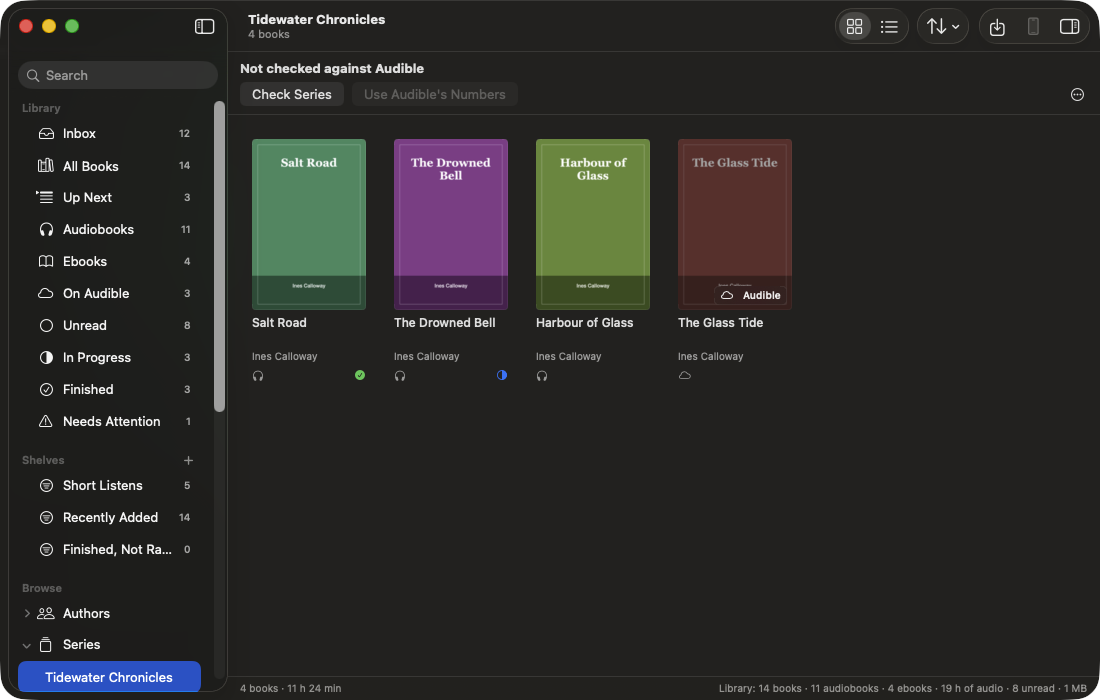 Tidewater Chronicles
4 books
Search
Not checked against Audible
Check Series
Use Audible's Numbers
Library
Inbox 12
All Books 14
Up Next 3
Audiobooks 11
Ebooks 4
On Audible 3
Unread 8
In Progress 3
Finished 3
Needs Attention 1
Shelves
Short Listens 5
Recently Added 14
Finished, Not Ra... 0
Browse
Authors
Series
Tidewater Chronicles
Salt Road
Ines Calloway
Salt Road
Ines Calloway
The Drowned
Bell
Ines Calloway
The Drowned Bell
Ines Calloway
Harbour of
Glass
Ines Calloway
Harbour of Glass
Ines Calloway
The Glass Tide
Audible
The Glass Tide
Ines Calloway
4 books · 11 h 24 min
Library: 14 books · 11 audiobooks · 4 ebooks · 19 h of audio · 8 unread · 1 MB